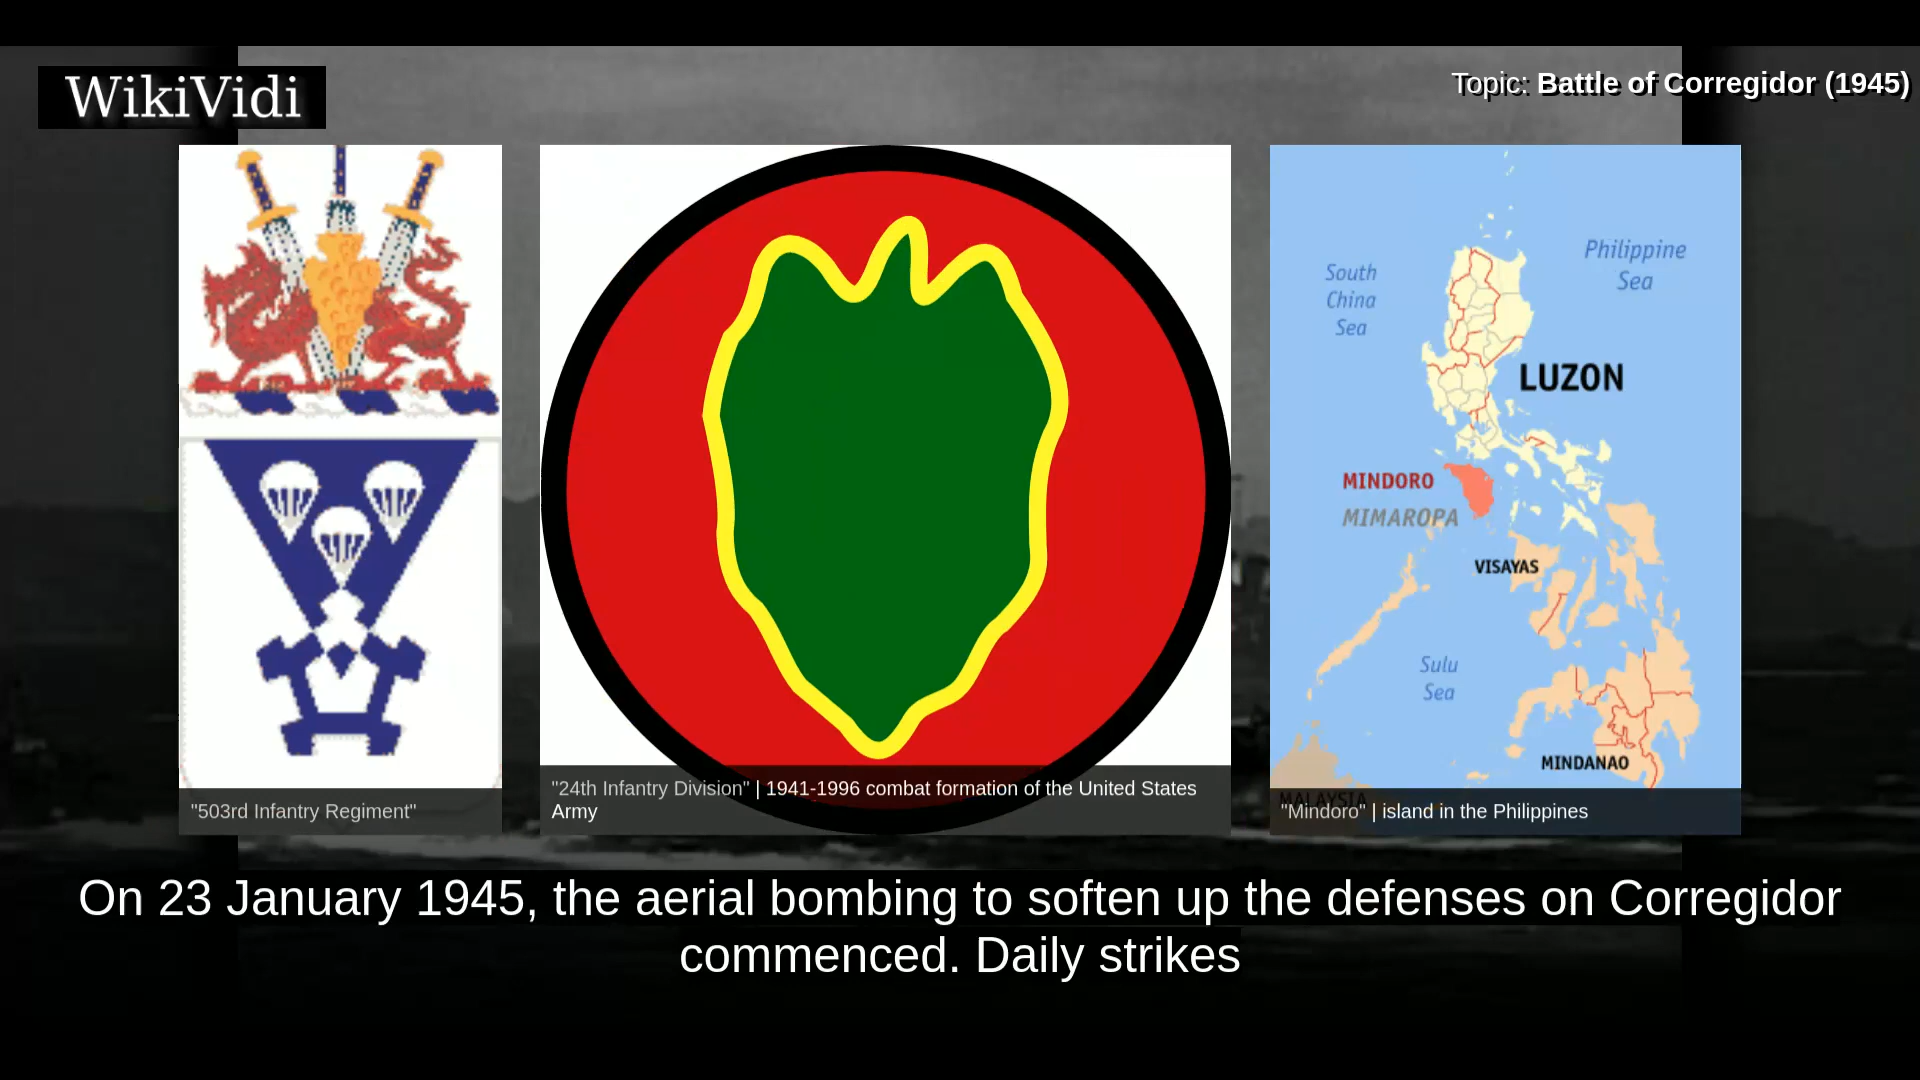 WikiVidi
Topic: Battle of Corregidor (1945)
"503rd Infantry Regiment"
"24th Infantry Division" | 1941-1996 combat formation of the United States
Army
Philippine
Sea
South
China
Sea
LUZON
MINDORO
MIMAROPA
VISAYAS
Sulu
Sea
MINDANAO
MALAYSIA
"Mindoro" | island in the Philippines
On 23 January 1945, the aerial bombing to soften up the defenses on Corregidor
commenced. Daily strikes